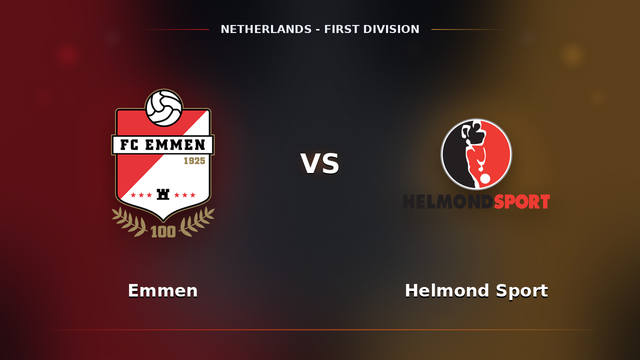 NETHERLANDS - FIRST DIVISION
FC EMMEN
1925
100
VS
HELMONDSPORT
Emmen
Helmond Sport